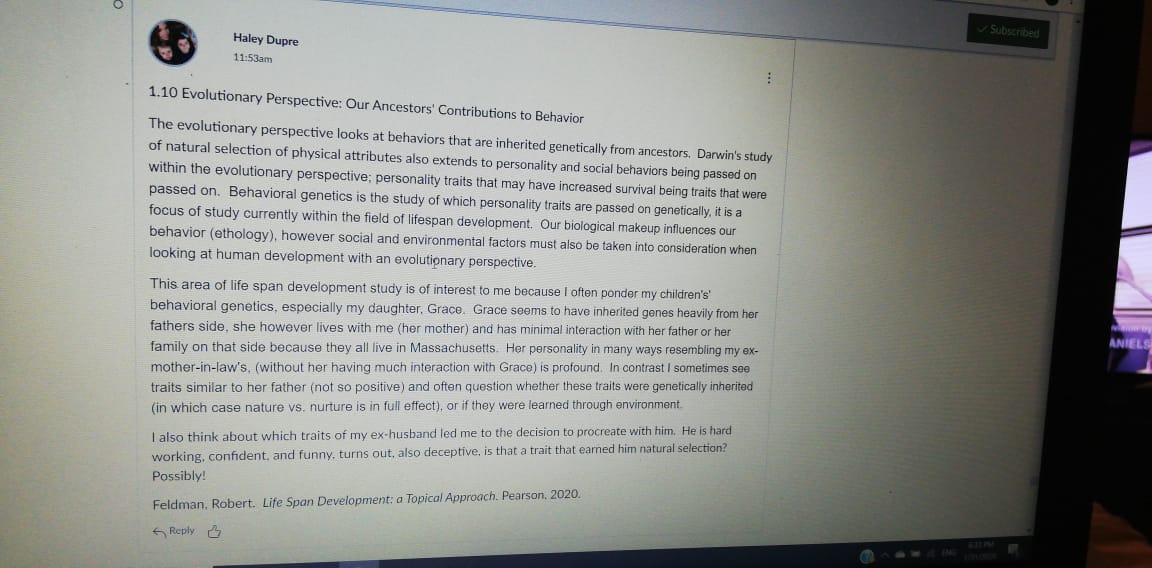 Subscribed
Haley Dupre
11:53am
1.10 Evolutionary Perspective: Our Ancestors' Contributions to Behavior
The evolutionary perspective looks at behaviors that are inherited genetically from ancestors. Darwin's study
of natural selection of physical attributes also extends to personality and social behaviors being passed on
within the evolutionary perspective; personality traits that may have increased survival being traits that were
passed on. Behavioral genetics is the study of which personality traits are passed on genetically, it is a
focus of study currently within the field of lifespan development. Our biological makeup influences our
behavior (ethology), however social and environmental factors must also be taken into consideration when
looking at human development with an evolutionary perspective.
This area of life span development study is of interest to me because I often ponder my children's'
behavioral genetics, especially my daughter, Grace. Grace seems to have inherited genes heavily from her
fathers side, she however lives with me (her mother) and has minimal interaction with her father or her
family on that side because they all live in Massachusetts. Her personality in many ways resembling my ex-
mother-in-law's, (without her having much interaction with Grace) is profound. In contrast I sometimes see
traits similar to her father (not so positive) and often question whether these traits were genetically inherited
(in which case nature vs. nurture is in full effect), or if they were learned through environment.
I also think about which traits of my ex-husband led me to the decision to procreate with him. He is hard
working, confident, and funny, turns out, also deceptive, is that a trait that earned him natural selection?
Possibly!
Feldman, Robert. Life Span Development: a Topical Approach. Pearson, 2020.
Reply
ENG
6:33 PM
ANIELS